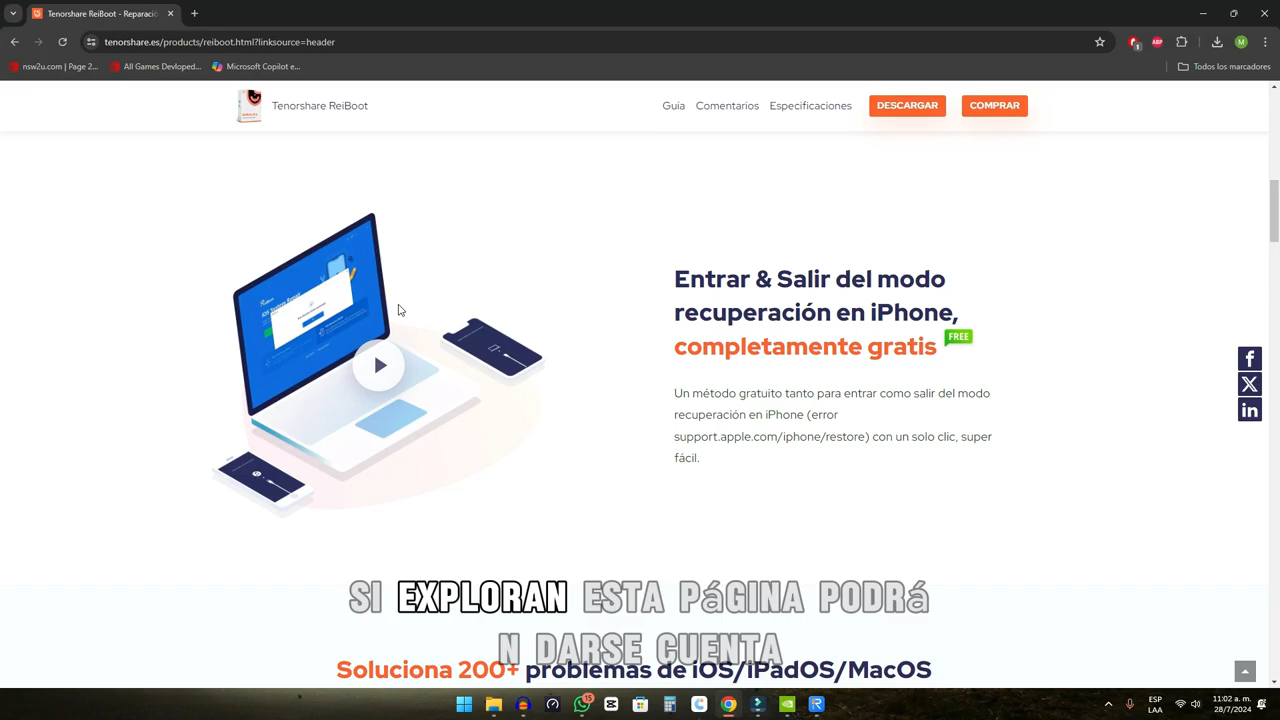 Tenorshare ReiBoot - Reparació
tenorshare.es/products/reiboot.html?linksource=header
nsw2u.com | Page 2...
All Games Devloped...
Microsoft Copilot e...
Todos los marcadores
Tenorshare ReiBoot
Guía
Comentarios
Especificaciones
DESCARGAR
COMPRAR
Entrar & Salir del modo
recuperación en iPhone,
completamente gratis
FREE
Un método gratuito tanto para entrar como salir del modo
recuperación en iPhone (error
support.apple.com/iphone/restore) con un solo clic, super
fácil.
SI EXPLORAN ESTA PáGINA PODRá
N DARSE CUENTA
Soluciona 200+ problemas de iOS/iPadOS/MacOS
ESP
LAA
11:02 a. m.
28/7/2024